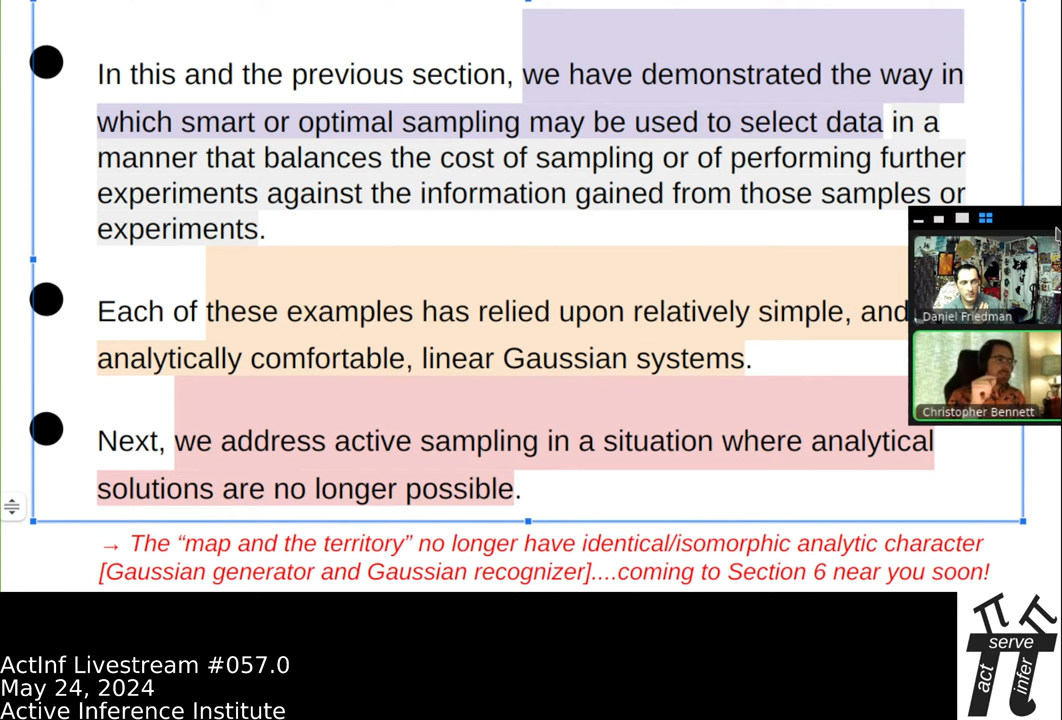 In this and the previous section, we have demonstrated the way in
which smart or optimal sampling may be used to select data in a
manner that balances the cost of sampling or of performing further
experiments against the information gained from those samples or
experiments.
Each of these examples has relied upon relatively simple, and
analytically comfortable, linear Gaussian systems.
Next, we address active sampling in a situation where analytical
solutions are no longer possible.
→ The “map and the territory” no longer have identical/isomorphic analytic character
[Gaussian generator and Gaussian recognizer]....coming to Section 6 near you soon!
Daniel Friedman
Christopher Bennett
ActInf Livestream #057.0
May 24, 2024
Active Inference Institute
serve
act
infer